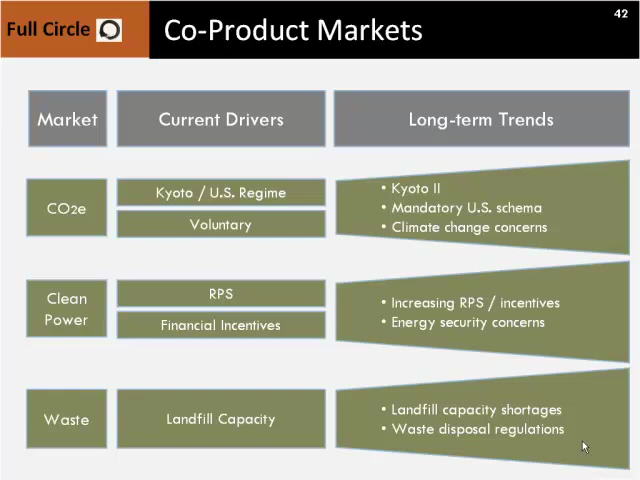 Full Circle
Co-Product Markets
42
Market
Current Drivers
Long-term Trends
CO2e
Kyoto / U.S. Regime
Voluntary
• Kyoto II
• Mandatory U.S. schema
• Climate change concerns
Clean
Power
RPS
Financial Incentives
• Increasing RPS / incentives
• Energy security concerns
Waste
Landfill Capacity
• Landfill capacity shortages
• Waste disposal regulations